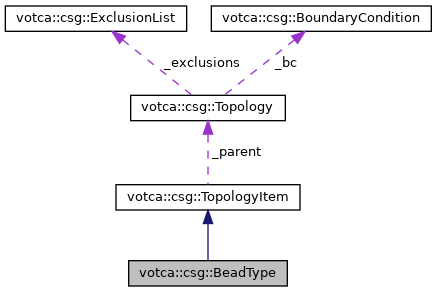 votca::csg::ExclusionList
votca::csg::BoundaryCondition
_exclusions
_bc
votca::csg::Topology
_parent
votca::csg::TopologyItem
votca::csg::BeadType